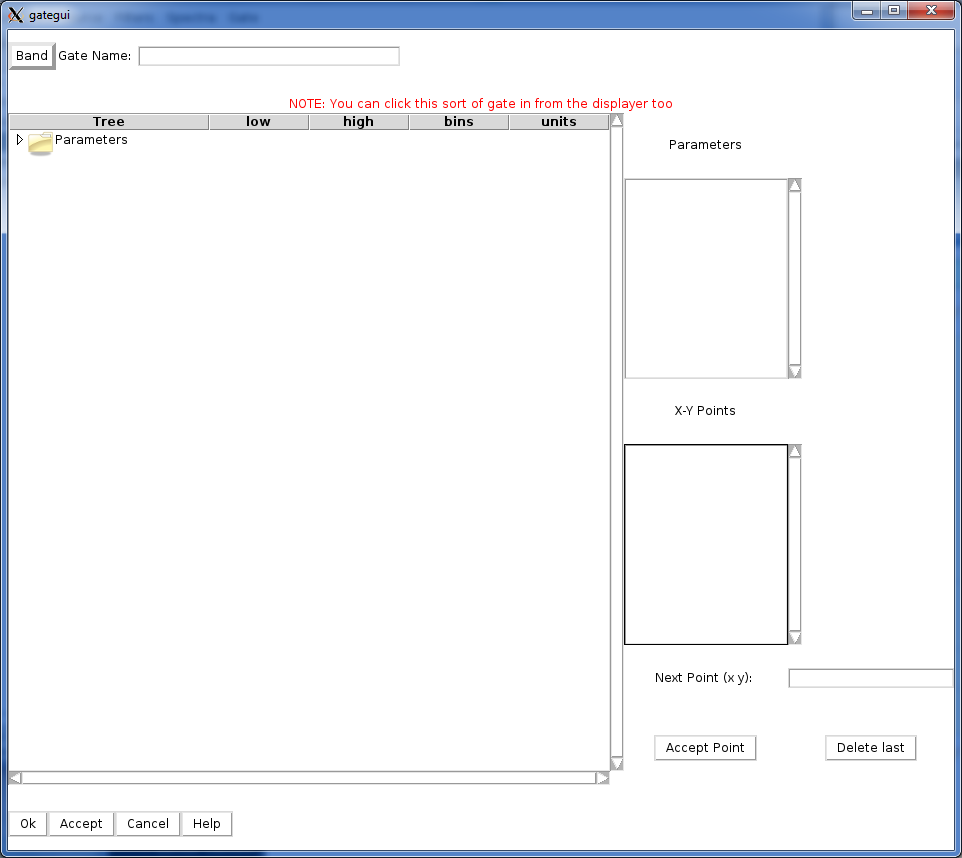 gategui
Band Gate Name:
NOTE: You can click this sort of gate in from the displayer too
Tree low high bins units
Parameters
Parameters
X-Y Points
Next Point (x y):
Accept Point Delete last
Ok Accept Cancel Help